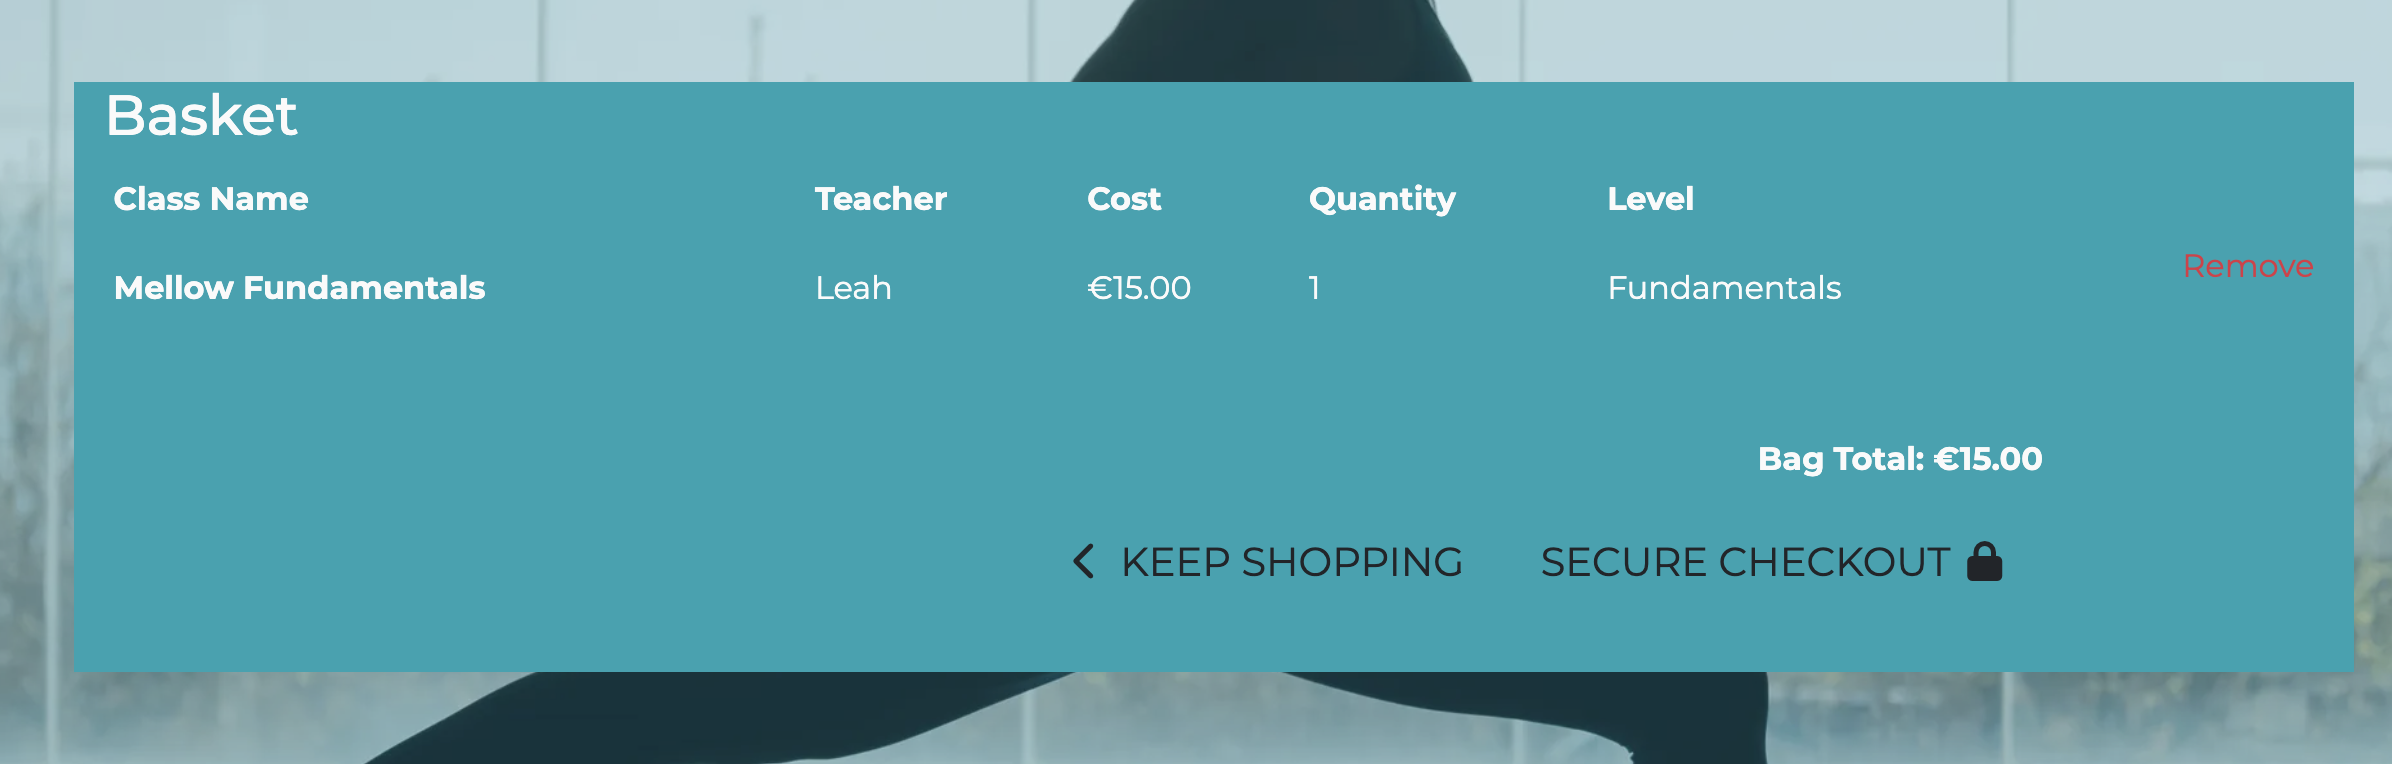 Basket
Class Name Teacher Cost Quantity Level
Remove
Mellow Fundamentals Leah €15.00 1 Fundamentals
Bag Total: €15.00
KEEP SHOPPING SECURE CHECKOUT